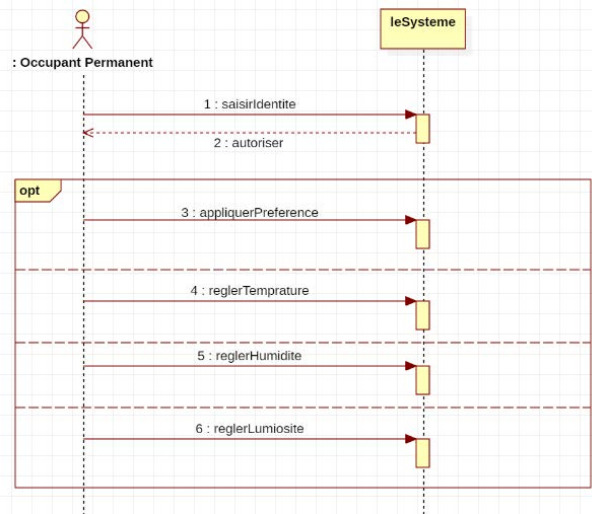 leSysteme
: Occupant Permanent
1 : saisirIdentite
2 : autoriser
opt
3 : appliquerPreference
4 : reglerTemprature
5 : reglerHumidite
6 : reglerLumiosite